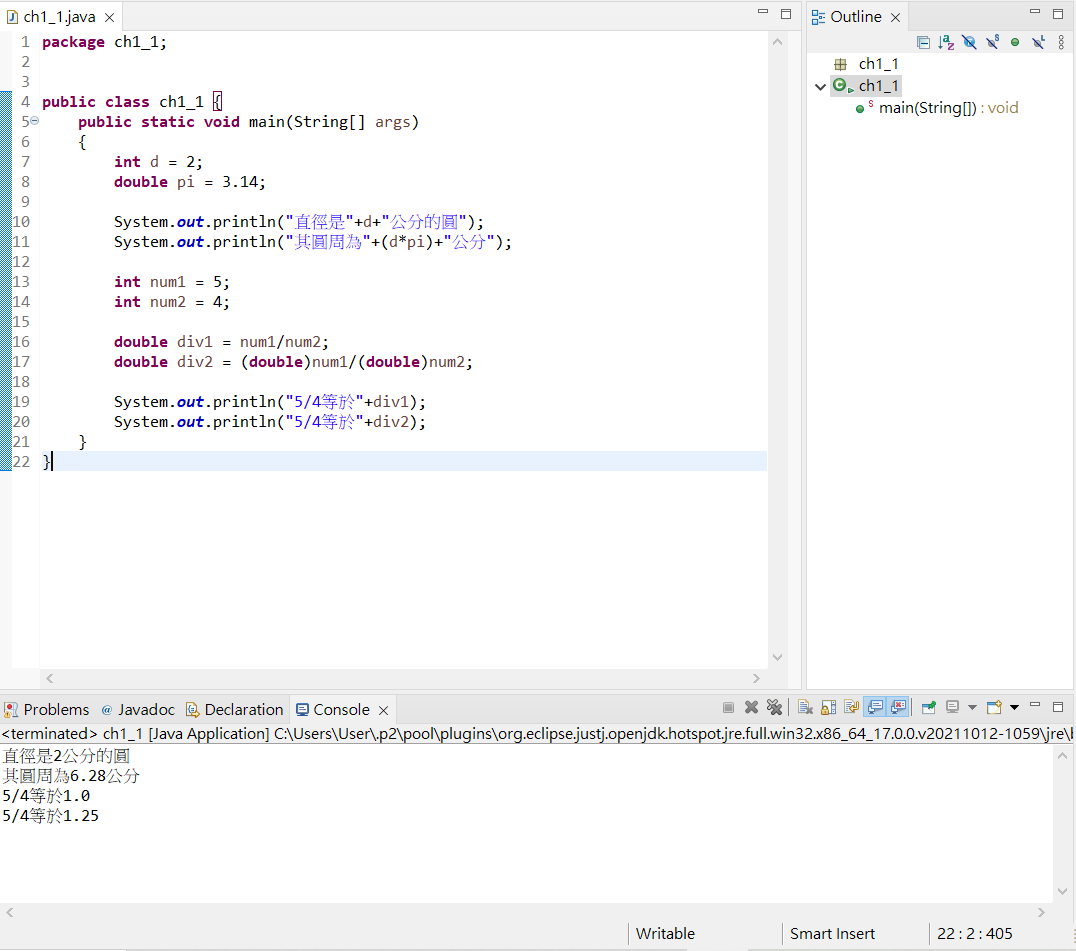 ch1_1.java
1 package ch1_1;
2
3
4 public class ch1_1 {
5     public static void main(String[] args)
6     {
7         int d = 2;
8         double pi = 3.14;
9
10         System.out.println("直徑是"+d+"公分的圓");
11         System.out.println("其圓周為"+(d*pi)+"公分");
12
13         int num1 = 5;
14         int num2 = 4;
15
16         double div1 = num1/num2;
17         double div2 = (double)num1/(double)num2;
18
19         System.out.println("5/4等於"+div1);
20         System.out.println("5/4等於"+div2);
21     }
22 }
Outline
ch1_1
ch1_1
main(String[]) : void
Problems @ Javadoc Declaration Console
<terminated> ch1_1 [Java Application] C:\Users\User\.p2\pool\plugins\org.eclipse.justj.openjdk.hotspot.jre.full.win32.x86_64_17.0.0.v20211012-1059\jre\b
直徑是2公分的圓
其圓周為6.28公分
5/4等於1.0
5/4等於1.25
Writable Smart Insert 22 : 2 : 405